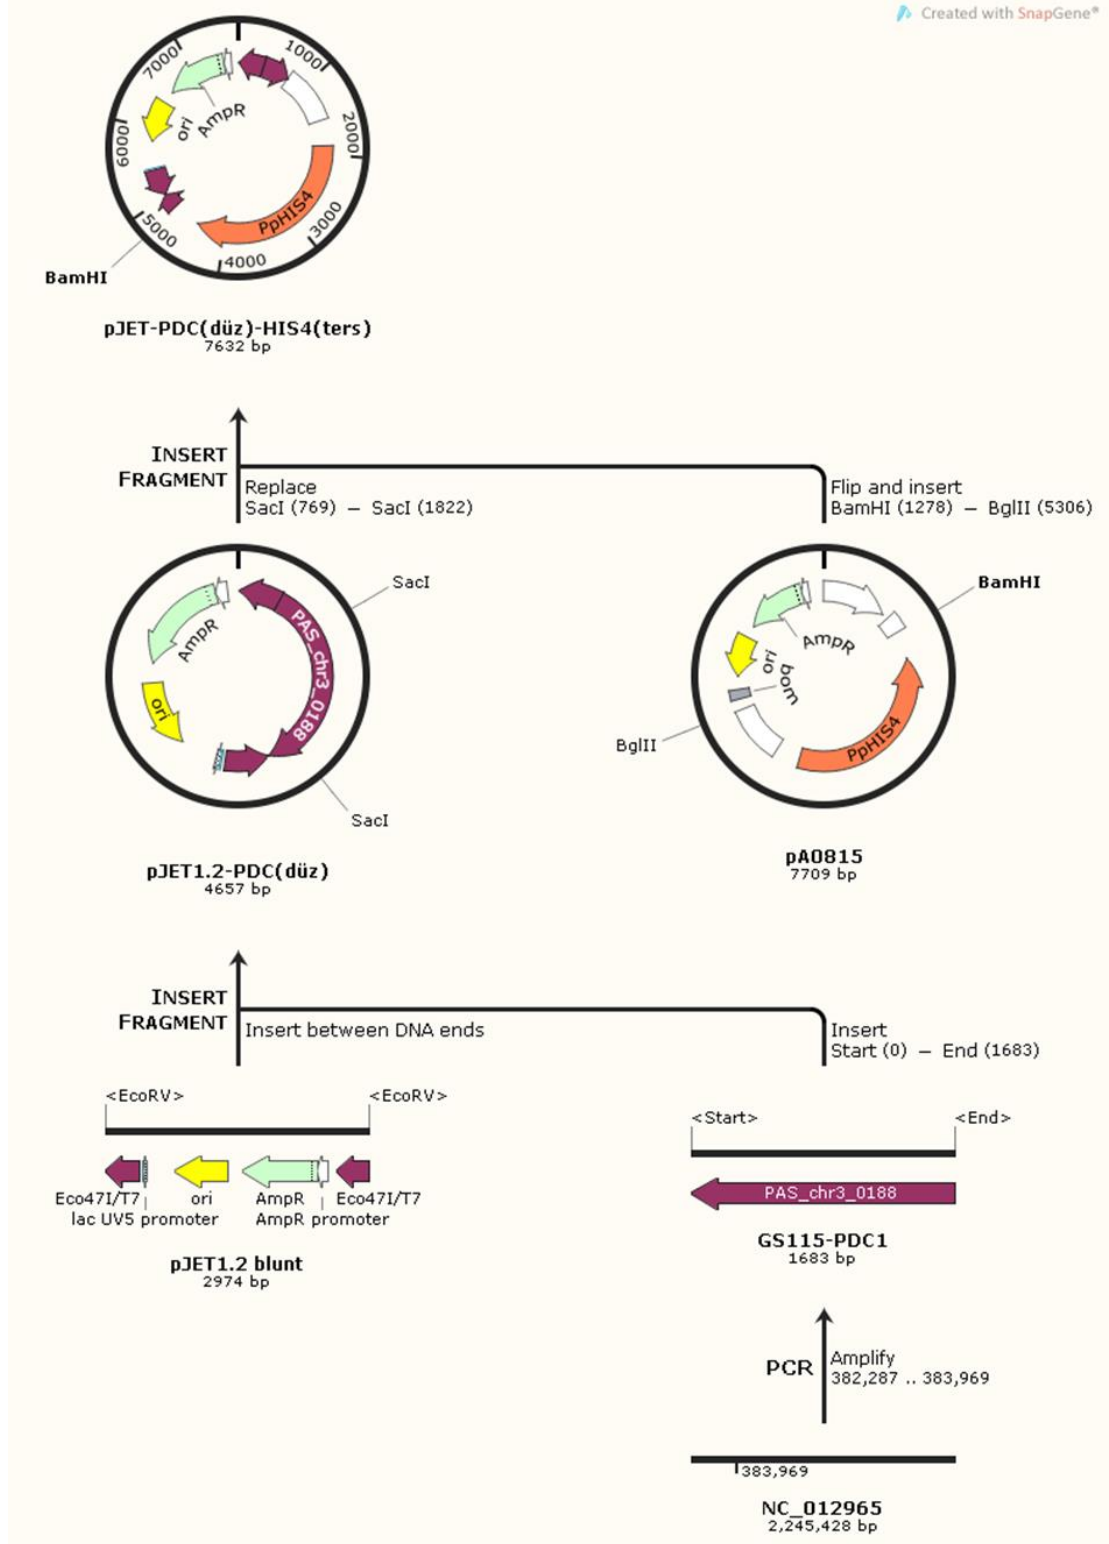 Created with SnapGene®
1000
2000
3000
4000
5000
6000
7000
AmpR
ori
PpHIS4
BamHI
pJET-PDC(düz)-HIS4(ters)
7632 bp
INSERT
FRAGMENT
Replace
SacI (769) – SacI (1822)
Flip and insert
BamHI (1278) – BglII (5306)
SacI
PAS_chr3_0188
AmpR
ori
SacI
pJET1.2-PDC(düz)
4657 bp
BamHI
AmpR
ori
bom
PpHIS4
BglII
pAO815
7709 bp
INSERT
FRAGMENT
Insert between DNA ends
Insert
Start (0) – End (1683)
<EcoRV> <EcoRV>
Eco47I/T7 ori AmpR Eco47I/T7
lac UV5 promoter AmpR promoter
pJET1.2 blunt
2974 bp
<Start> <End>
PAS_chr3_0188
GS115-PDC1
1683 bp
PCR
Amplify
382,287 .. 383,969
383,969
NC_012965
2,245,428 bp